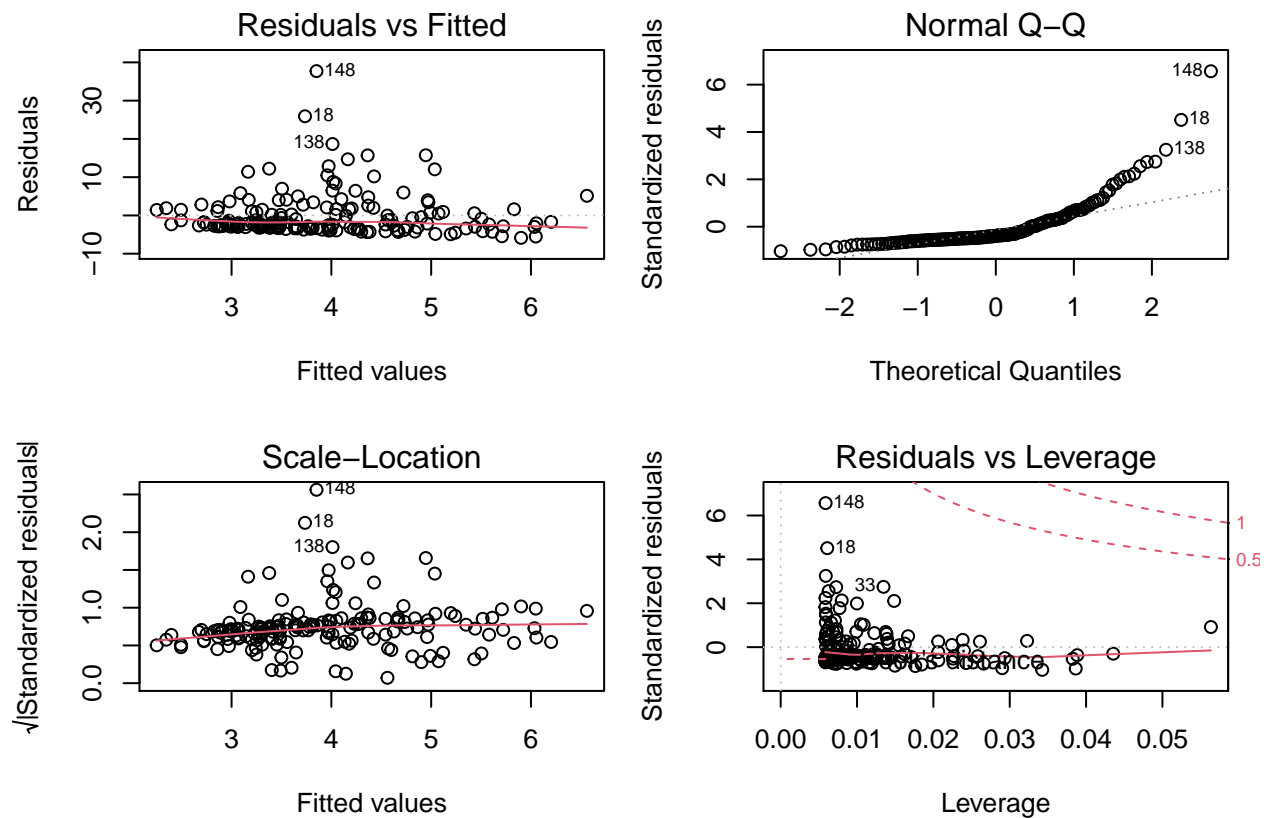 Residuals vs Fitted
Residuals
30
10
−10
148
18
138
3 4 5 6
Fitted values
Normal Q−Q
Standardized residuals
6
4
2
0
148
18
138
−2 −1 0 1 2
Theoretical Quantiles
Scale−Location
√|Standardized residuals|
2.0
1.0
0.0
148
18
138
3 4 5 6
Fitted values
Residuals vs Leverage
Standardized residuals
6
4
2
0
148
18
33
1
0.5
distance
0.00 0.01 0.02 0.03 0.04 0.05
Leverage